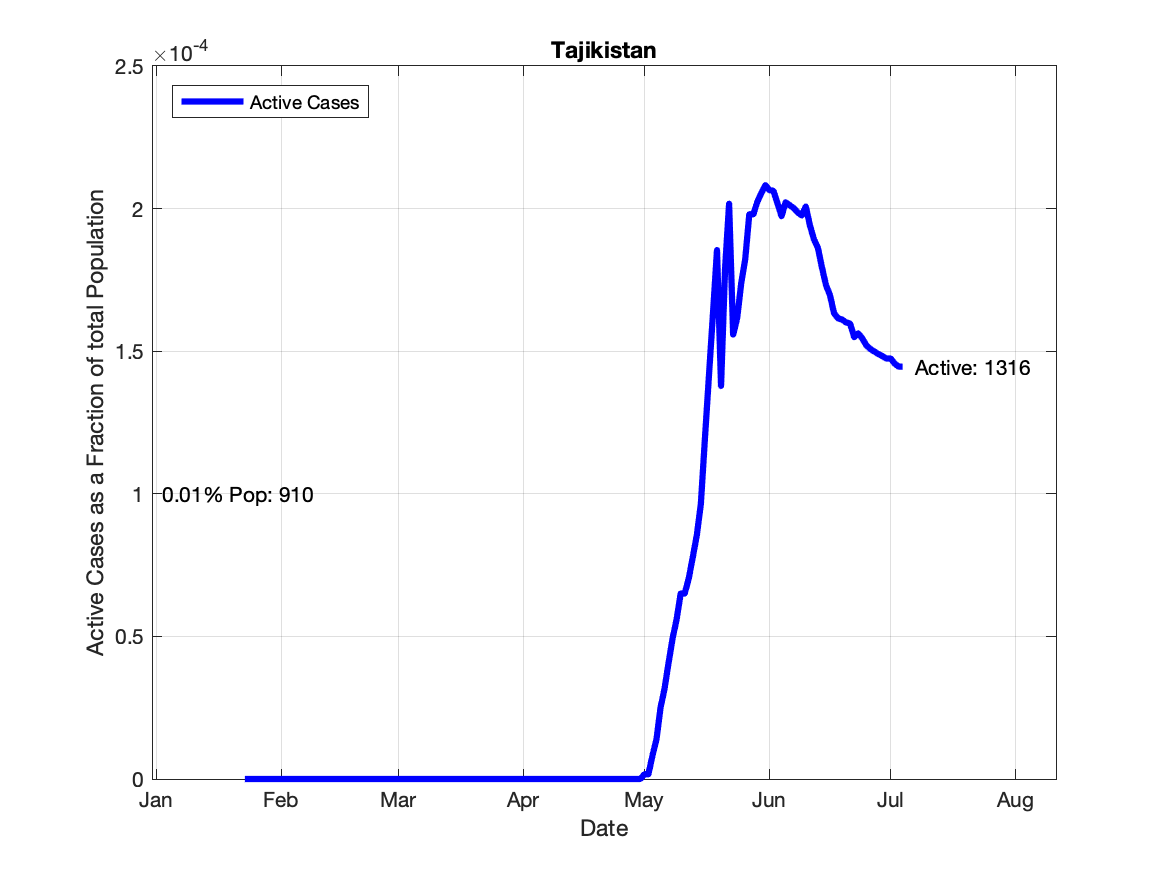 Tajikistan
×10-4
2.5
2
1.5
1
0.5
0
Active Cases as a Fraction of total Population
Active Cases
Active: 1316
0.01% Pop: 910
Jan Feb Mar Apr May Jun Jul Aug
Date